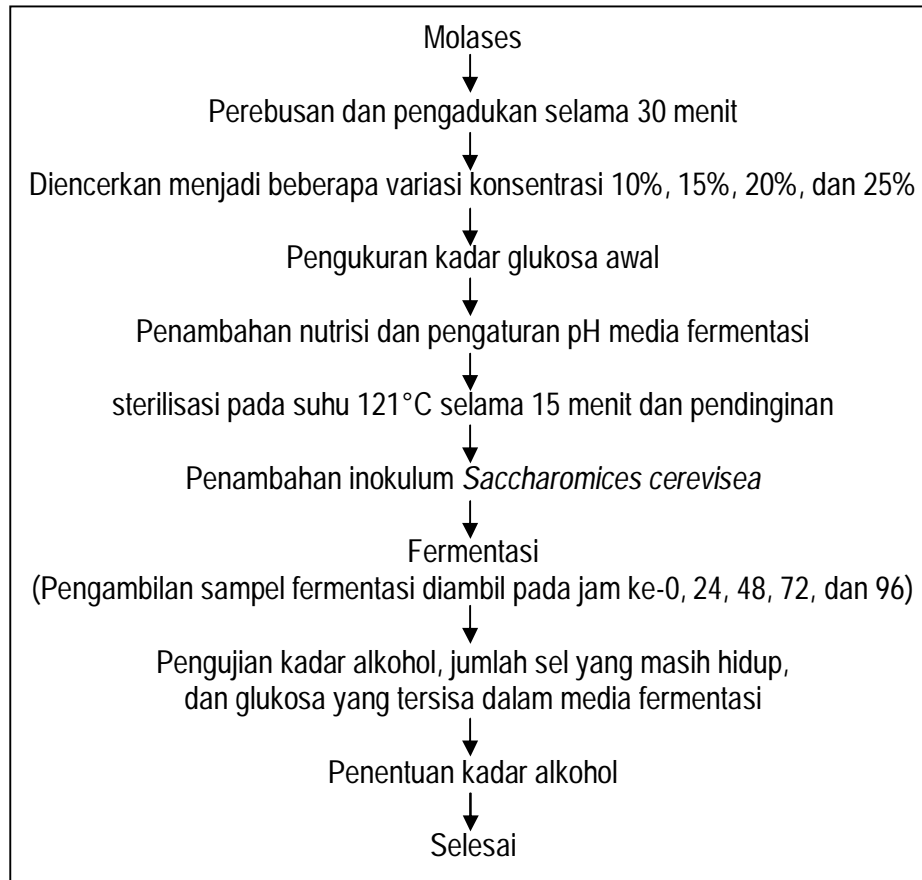 Molases
Perebusan dan pengadukan selama 30 menit
Diencerkan menjadi beberapa variasi konsentrasi 10%, 15%, 20%, dan 25%
Pengukuran kadar glukosa awal
Penambahan nutrisi dan pengaturan pH media fermentasi
sterilisasi pada suhu 121°C selama 15 menit dan pendinginan
Penambahan inokulum Saccharomices cerevisea
Fermentasi
(Pengambilan sampel fermentasi diambil pada jam ke-0, 24, 48, 72, dan 96)
Pengujian kadar alkohol, jumlah sel yang masih hidup,
dan glukosa yang tersisa dalam media fermentasi
Penentuan kadar alkohol
Selesai